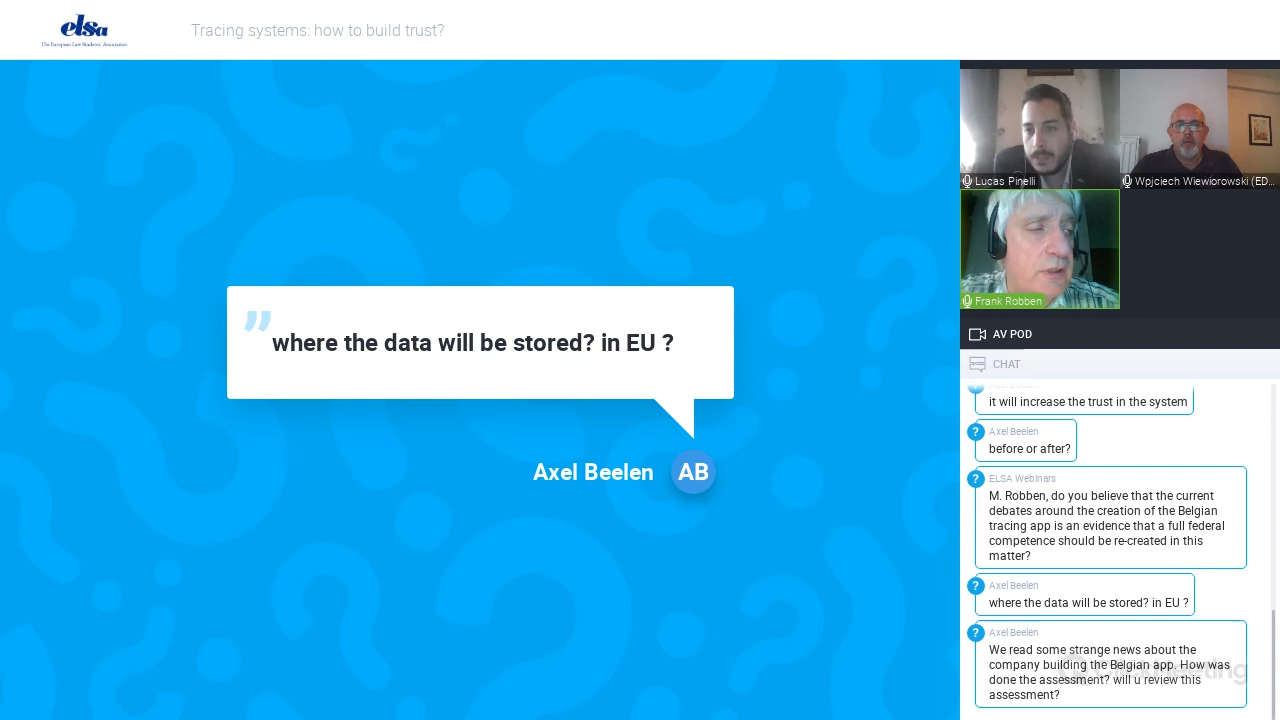 elsa
The European Law Students' Association
Tracing systems: how to build trust?
where the data will be stored? in EU ?
Axel Beelen
AB
Lucas Pinelli
Wpjciech Wiewiorowski (ED...
Frank Robben
AV POD
CHAT
Axel Beelen
it will increase the trust in the system
?
Axel Beelen
before or after?
?
ELSA Webinars
M. Robben, do you believe that the current
debates around the creation of the Belgian
tracing app is an evidence that a full federal
competence should be re-created in this
matter?
?
Axel Beelen
where the data will be stored? in EU ?
?
Axel Beelen
We read some strange news about the
company building the Belgian app. How was
done the assessment? will u review this
assessment?
ClickMeeting